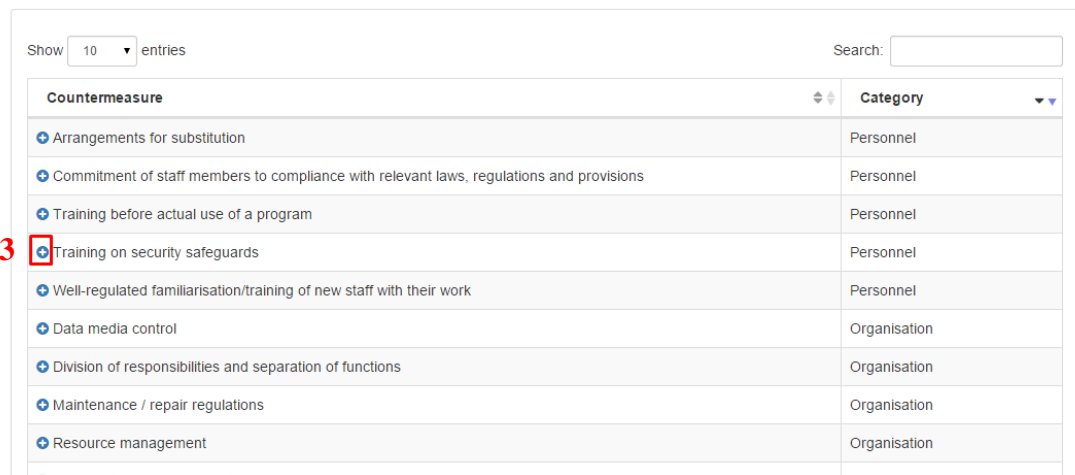 Show 10 entries Search:
Countermeasure Category
Arrangements for substitution Personnel
Commitment of staff members to compliance with relevant laws, regulations and provisions Personnel
Training before actual use of a program Personnel
3 Training on security safeguards Personnel
Well-regulated familiarisation/training of new staff with their work Personnel
Data media control Organisation
Division of responsibilities and separation of functions Organisation
Maintenance / repair regulations Organisation
Resource management Organisation